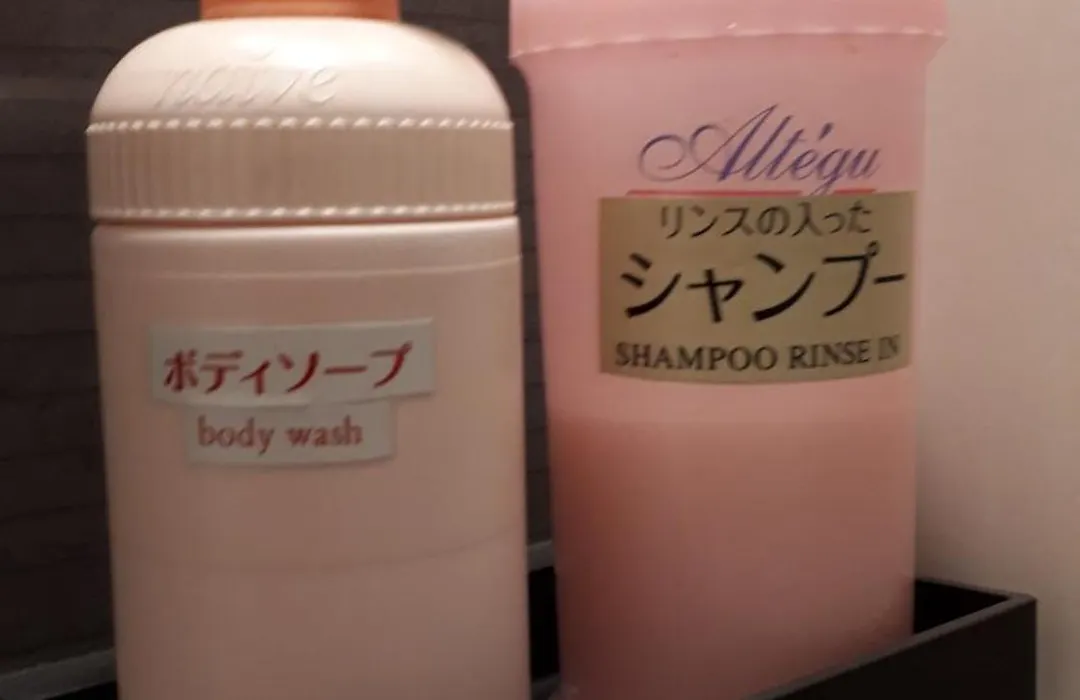 naive
ボディソープ
body wash
Altégu
リンスの入った
シャンプー
SHAMPOO RINSE IN